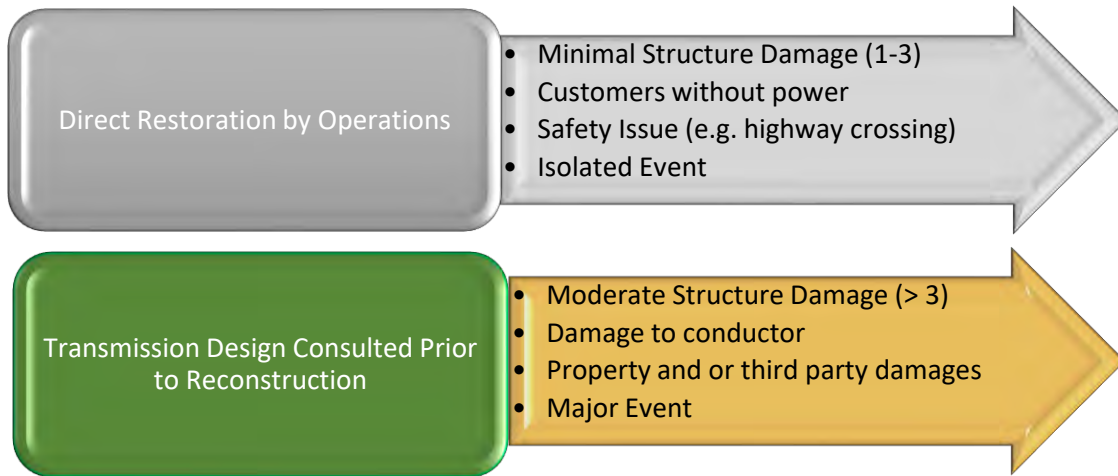 Direct Restoration by Operations
• Minimal Structure Damage (1-3)
• Customers without power
• Safety Issue (e.g. highway crossing)
• Isolated Event
Transmission Design Consulted Prior
to Reconstruction
• Moderate Structure Damage (> 3)
• Damage to conductor
• Property and or third party damages
• Major Event